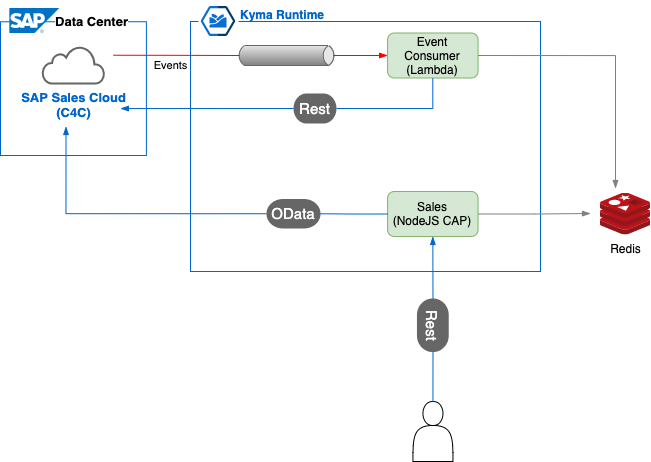 SAP Data Center
Kyma Runtime
Events
Event
Consumer
(Lambda)
SAP Sales Cloud
(C4C)
Rest
OData
Sales
(NodeJS CAP)
Redis
Rest